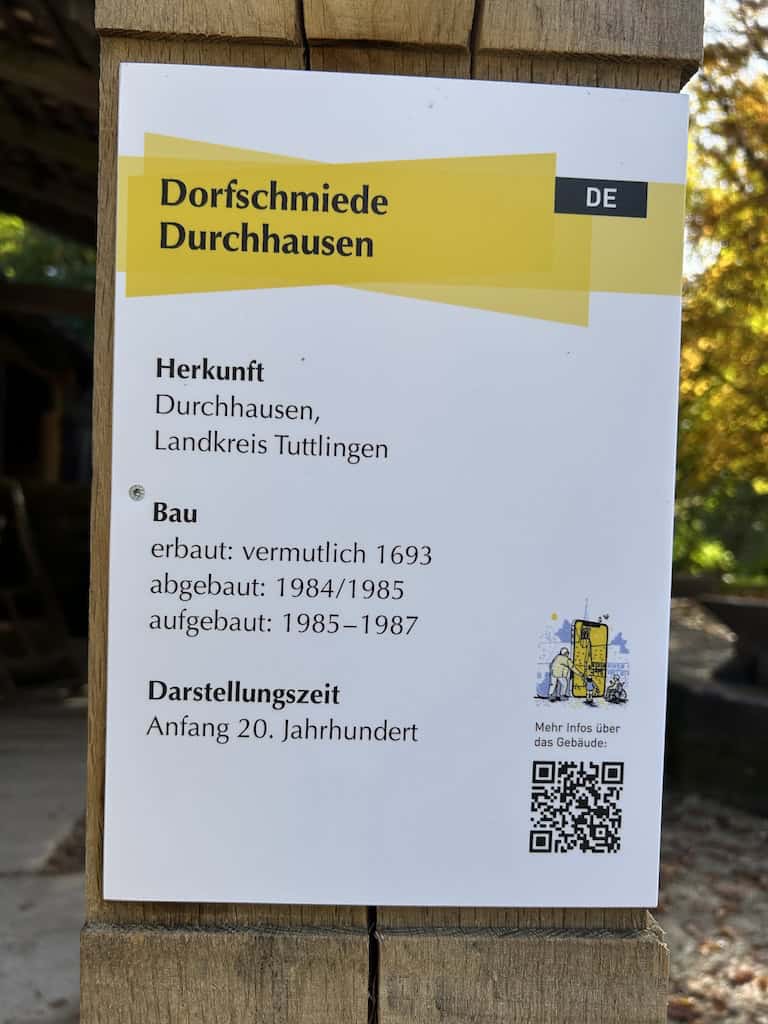 Dorfschmiede
Durchhausen
DE
Herkunft
Durchhausen,
Landkreis Tuttlingen
Bau
erbaut: vermutlich 1693
abgebaut: 1984/1985
aufgebaut: 1985–1987
Darstellungszeit
Anfang 20. Jahrhundert
Mehr Infos über
das Gebäude: